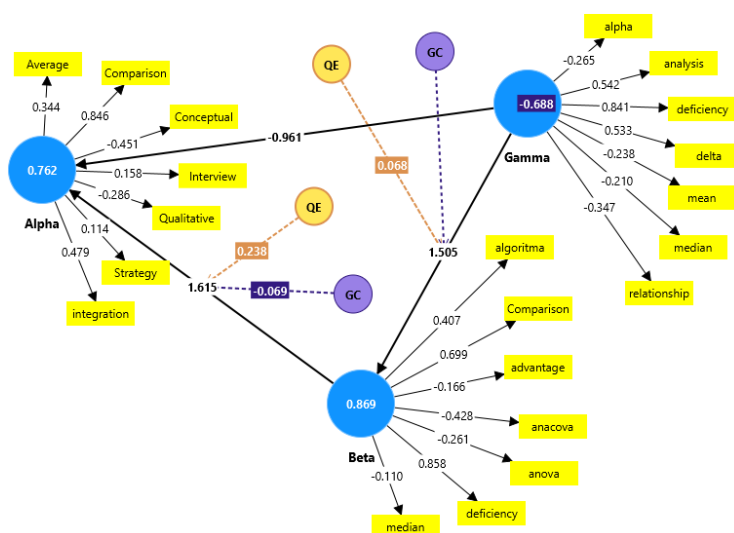 alpha
GC
QE
Average
analysis
Comparison
-0.265
0.542
-0.688
0.344
0.841
deficiency
0.846
Conceptual
0.533
-0.451
-0.961
delta
-0.238
Gamma
0.068
0.762
0.158
Interview
-0.210
mean
-0.286
-0.347
QE
Qualitative
Alpha
0.114
algoritma
median
0.479
0.238
1.505
Strategy
1.615
-0.069
GC
relationship
integration
Comparison
0.407
0.699
advantage
-0.166
0.869
-0.428
anacova
-0.261
Beta
0.858
anova
-0.110
deficiency
median